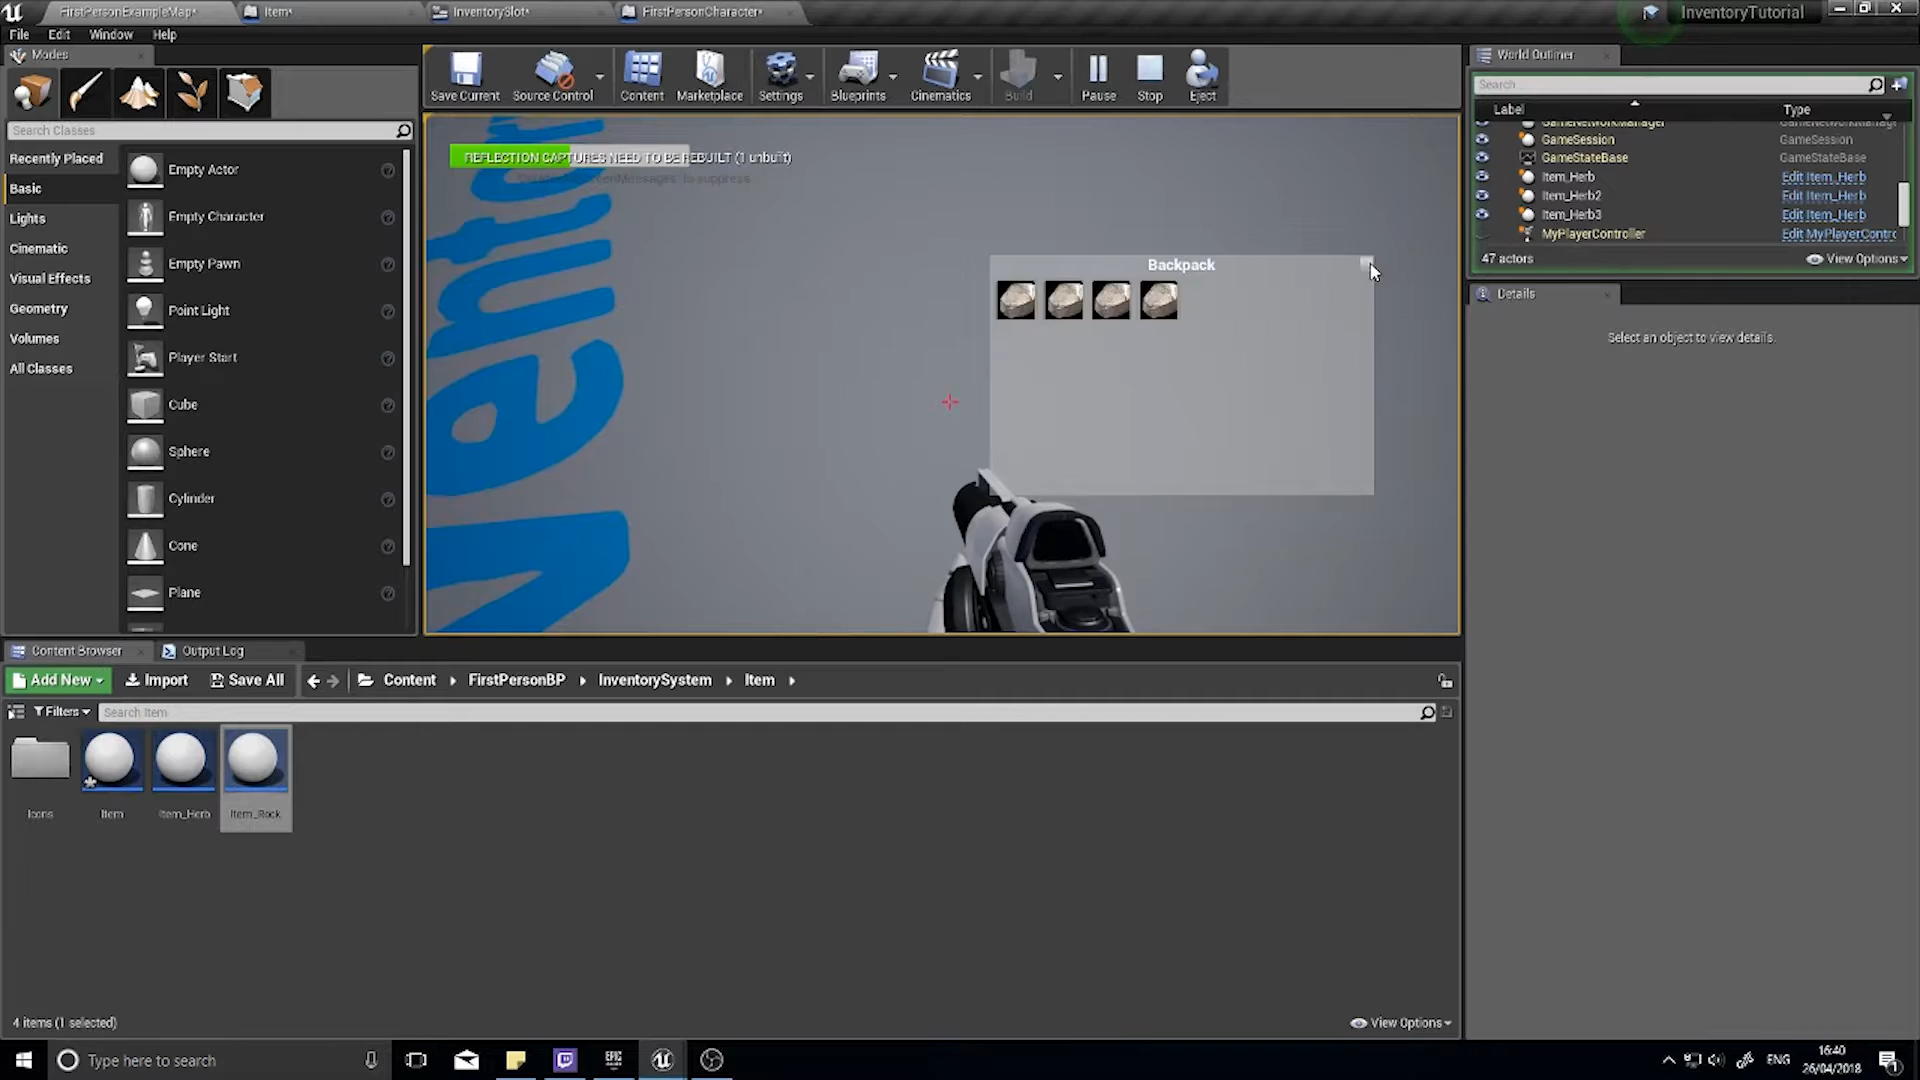 FirstPersonExampleMap*
Item*
InventorySlot*
FirstPersonCharacter*
InventoryTutorial
File
Edit
Window
Help
Modes
Save Current
Source Control
Content
Marketplace
Settings
Blueprints
Cinematics
Build
Pause
Stop
Eject
World Outliner
Search...
Label
Type
GameNetworkManager
GameSession
GameSession
GameStateBase
GameStateBase
Item_Herb
Edit Item_Herb
Item_Herb2
Edit Item_Herb
Item_Herb3
Edit Item_Herb
MyPlayerController
Edit MyPlayerContro
47 actors
View Options
Details
Select an object to view details.
Search Classes
Recently Placed
Basic
Lights
Cinematic
Visual Effects
Geometry
Volumes
All Classes
Empty Actor
Empty Character
Empty Pawn
Point Light
Player Start
Cube
Sphere
Cylinder
Cone
Plane
REFLECTION CAPTURES NEED TO BE REBUILT (1 unbuilt)
Backpack
Content Browser
Output Log
Add New
Import
Save All
Content
FirstPersonBP
InventorySystem
Item
Filters
Search Item
Icons
Item
Item_Herb
Item_Rock
4 items (1 selected)
View Options
Type here to search
EPIC
ENG
16:40
26/04/2018